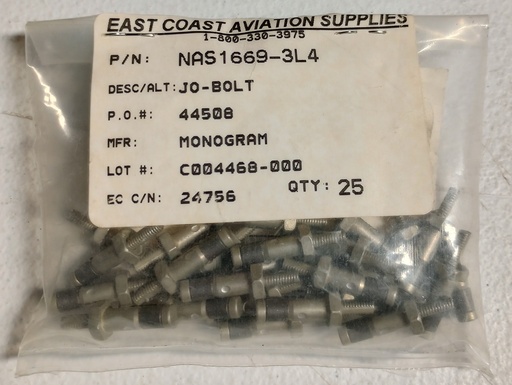 EAST COAST AVIATION SUPPLIES
1-800-330-3975
P/N: NAS1669-3L4
DESC/ALT: JO-BOLT
P.O.#: 44508
MFR: MONOGRAM
LOT #: C004468-000
EC C/N: 24756 QTY: 25